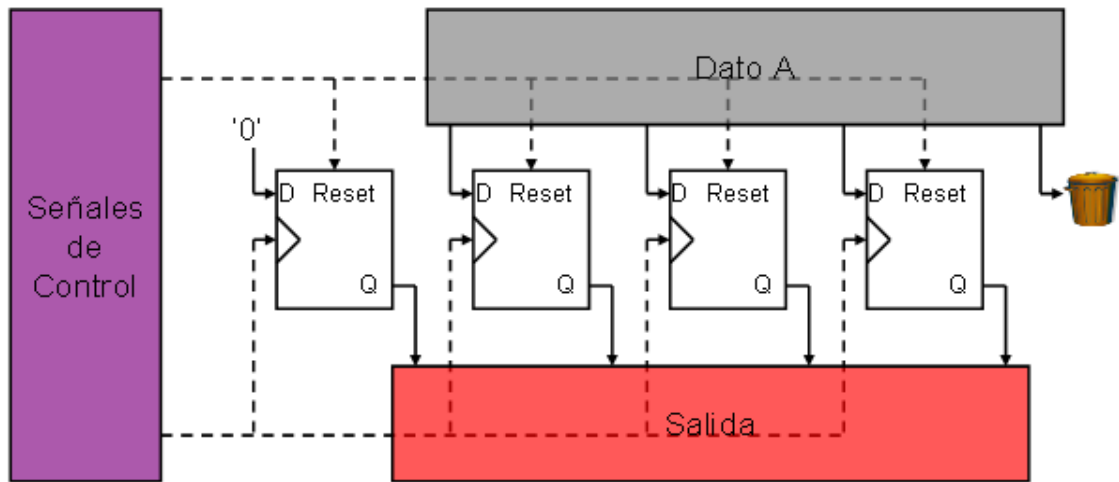 Dato A
'0'
D Reset
D Reset
D Reset
D Reset
Señales
de
Control
Q
Q
Q
Q
Salida